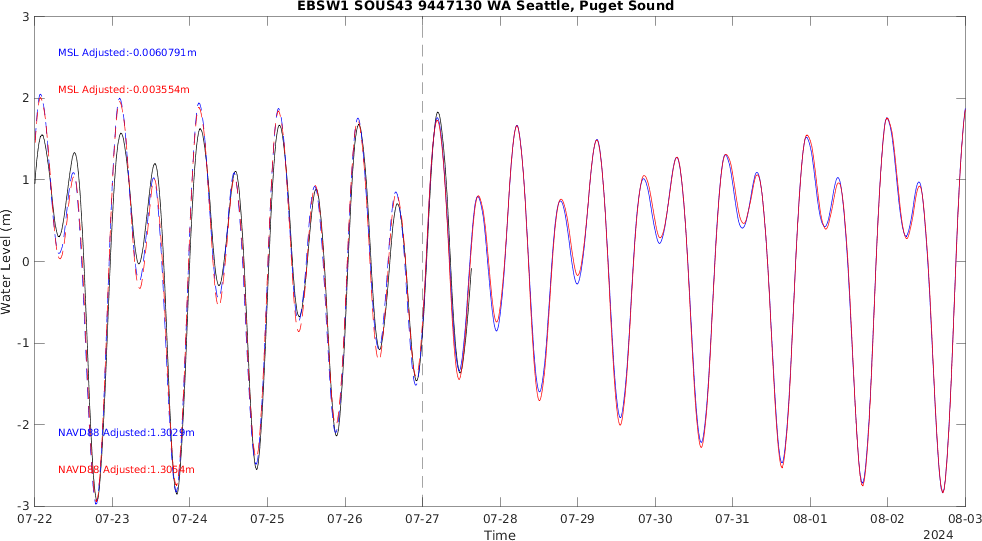 EBSW1 SOUS43 9447130 WA Seattle, Puget Sound
3
MSL Adjusted:-0.0060791m
MSL Adjusted:-0.003554m
2
1
0
-1
-2
-3
Water Level (m)
NAVD88 Adjusted:1.3029m
NAVD88 Adjusted:1.3054m
07-22 07-23 07-24 07-25 07-26 07-27 07-28 07-29 07-30 07-31 08-01 08-02 08-03
Time
2024